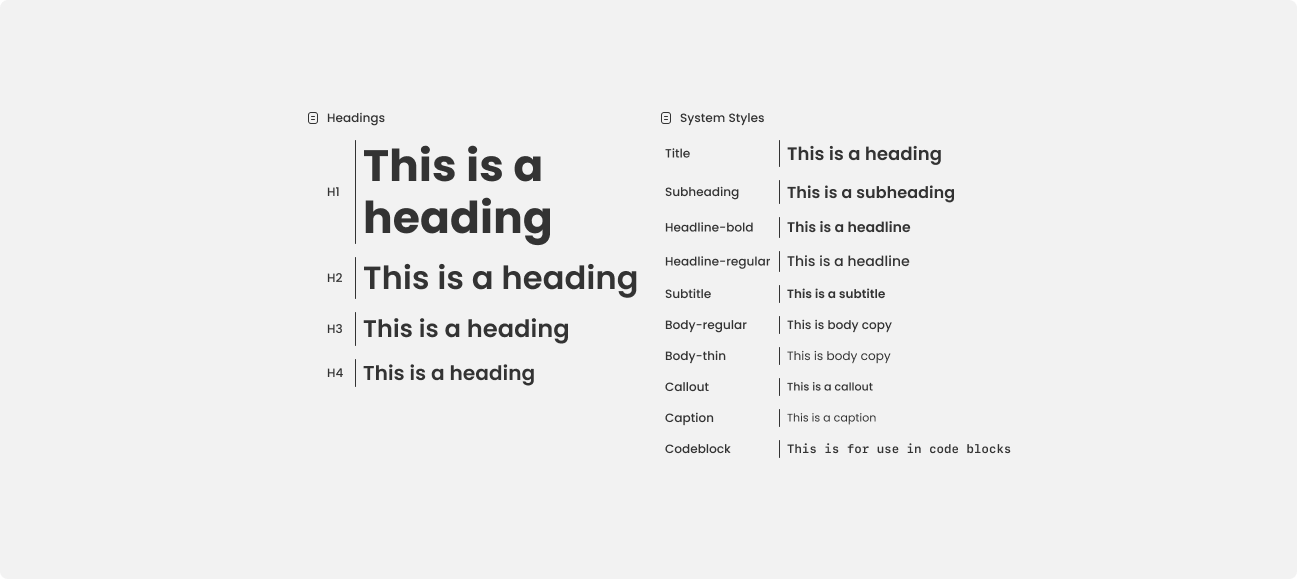 Headings
H1
This is a
heading
H2 This is a heading
H3 This is a heading
H4 This is a heading
System Styles
Title This is a heading
Subheading This is a subheading
Headline-bold This is a headline
Headline-regular This is a headline
Subtitle This is a subtitle
Body-regular This is body copy
Body-thin This is body copy
Callout This is a callout
Caption This is a caption
Codeblock This is for use in code blocks